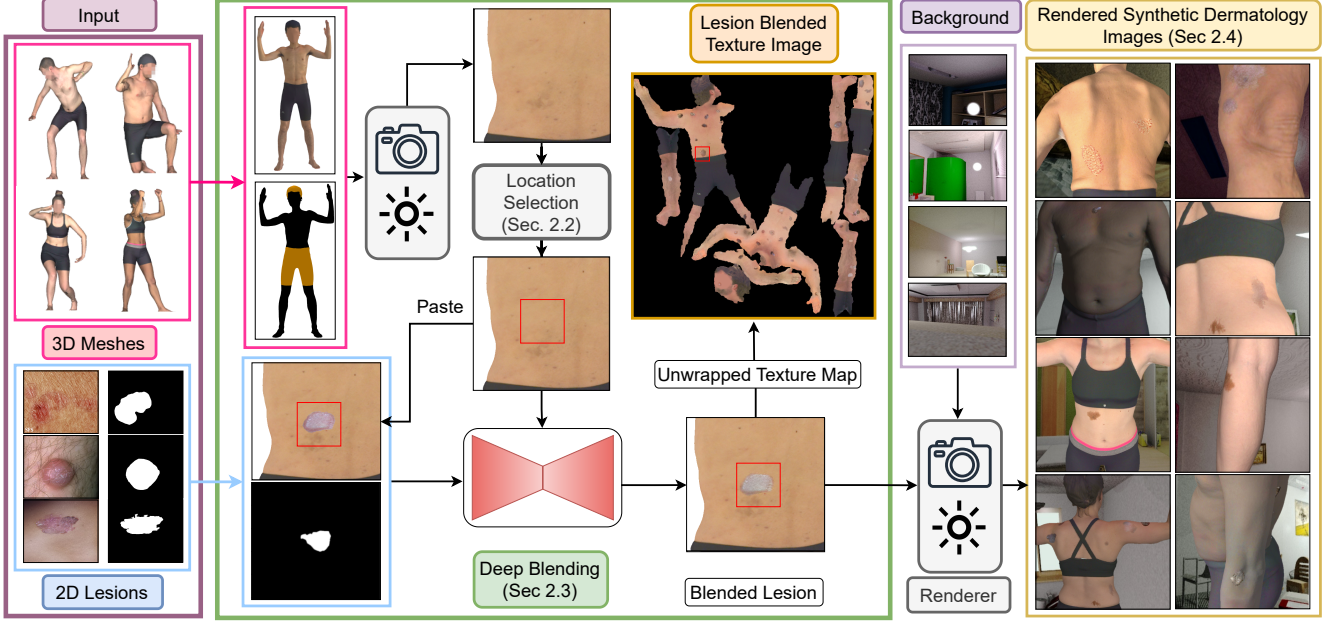 Input
3D Meshes
2D Lesions
Location
Selection
(Sec. 2.2)
Paste
Deep Blending
(Sec 2.3)
Lesion Blended
Texture Image
Unwrapped Texture Map
Blended Lesion
Background
Renderer
Rendered Synthetic Dermatology
Images (Sec 2.4)